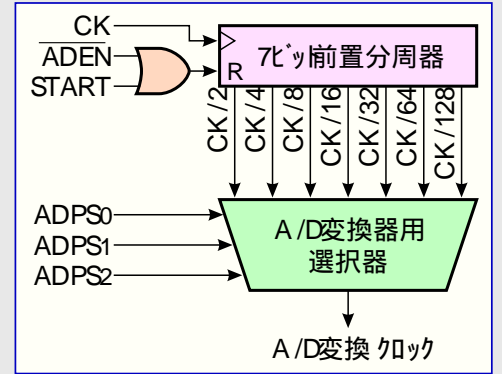 CK
ADEN
START
R
7ビット前置分周器
CK/2
CK/4
CK/8
CK/16
CK/32
CK/64
CK/128
ADPS0
ADPS1
ADPS2
A/D変換器用
選択器
A/D変換 クロック